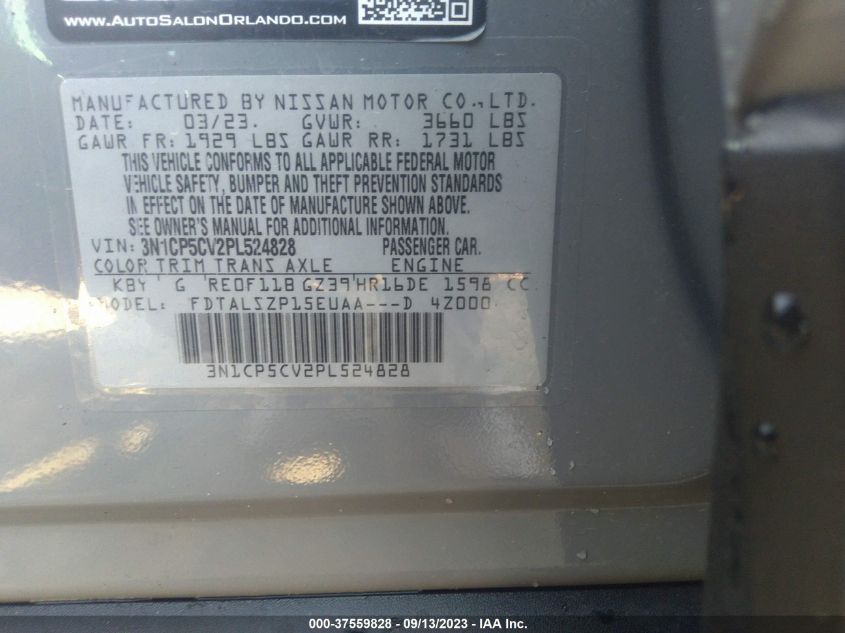 www.AutoSalonOrlando.com
MANUFACTURED BY NISSAN MOTOR CO., LTD.
DATE: 03/23. GVWR: 3660 LBS
GAWR FR: 1929 LBS GAWR RR: 1731 LBS
THIS VEHICLE CONFORMS TO ALL APPLICABLE FEDERAL MOTOR
VEHICLE SAFETY, BUMPER AND THEFT PREVENTION STANDARDS
IN EFFECT ON THE DATE OF MANUFACTURE SHOWN ABOVE.
SEE OWNER'S MANUAL FOR ADDITIONAL INFORMATION.
VIN: 3N1CP5CV2PL524828 PASSENGER CAR.
COLOR TRIM TRANS AXLE ENGINE
KBY G RE0F11B GZ39 HR16DE 1598 CC
MODEL: FDTALSZP15EUAA---D 4Z000
3N1CP5CV2PL524828
000-37559828 - 09/13/2023 - IAA Inc.